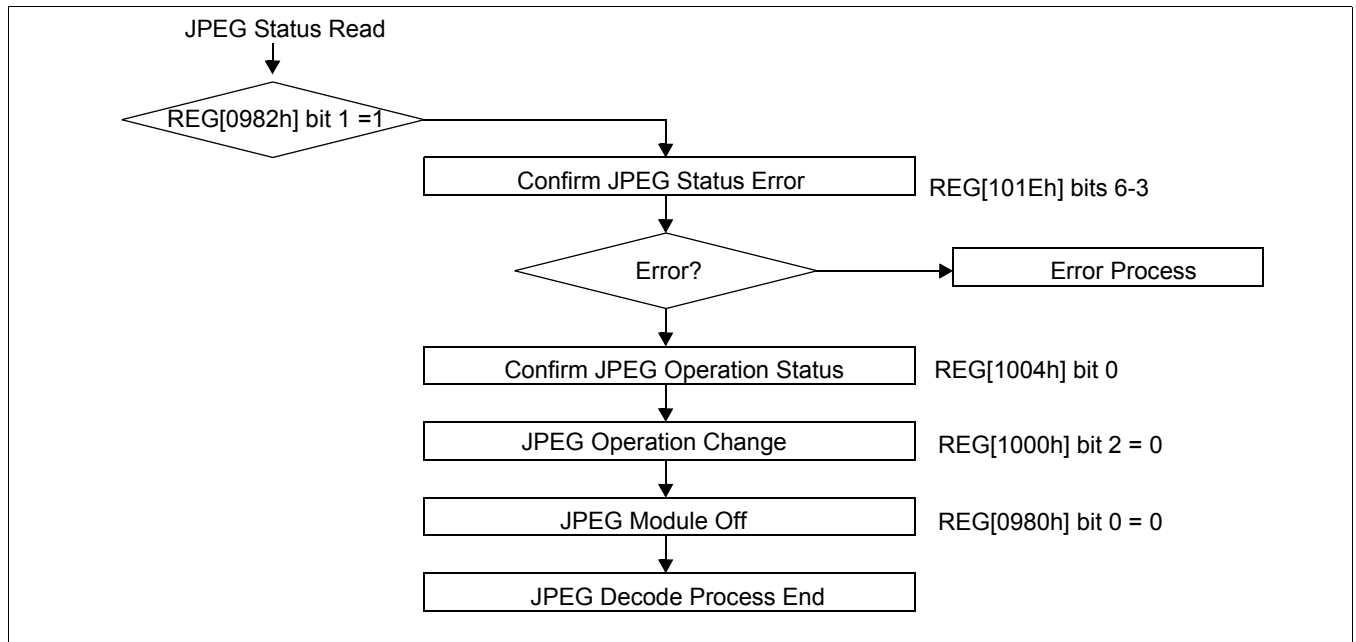 JPEG Status Read
REG[0982h] bit 1 =1
Confirm JPEG Status Error
REG[101Eh] bits 6-3
Error?
Error Process
Confirm JPEG Operation Status
REG[1004h] bit 0
JPEG Operation Change
REG[1000h] bit 2 = 0
JPEG Module Off
REG[0980h] bit 0 = 0
JPEG Decode Process End